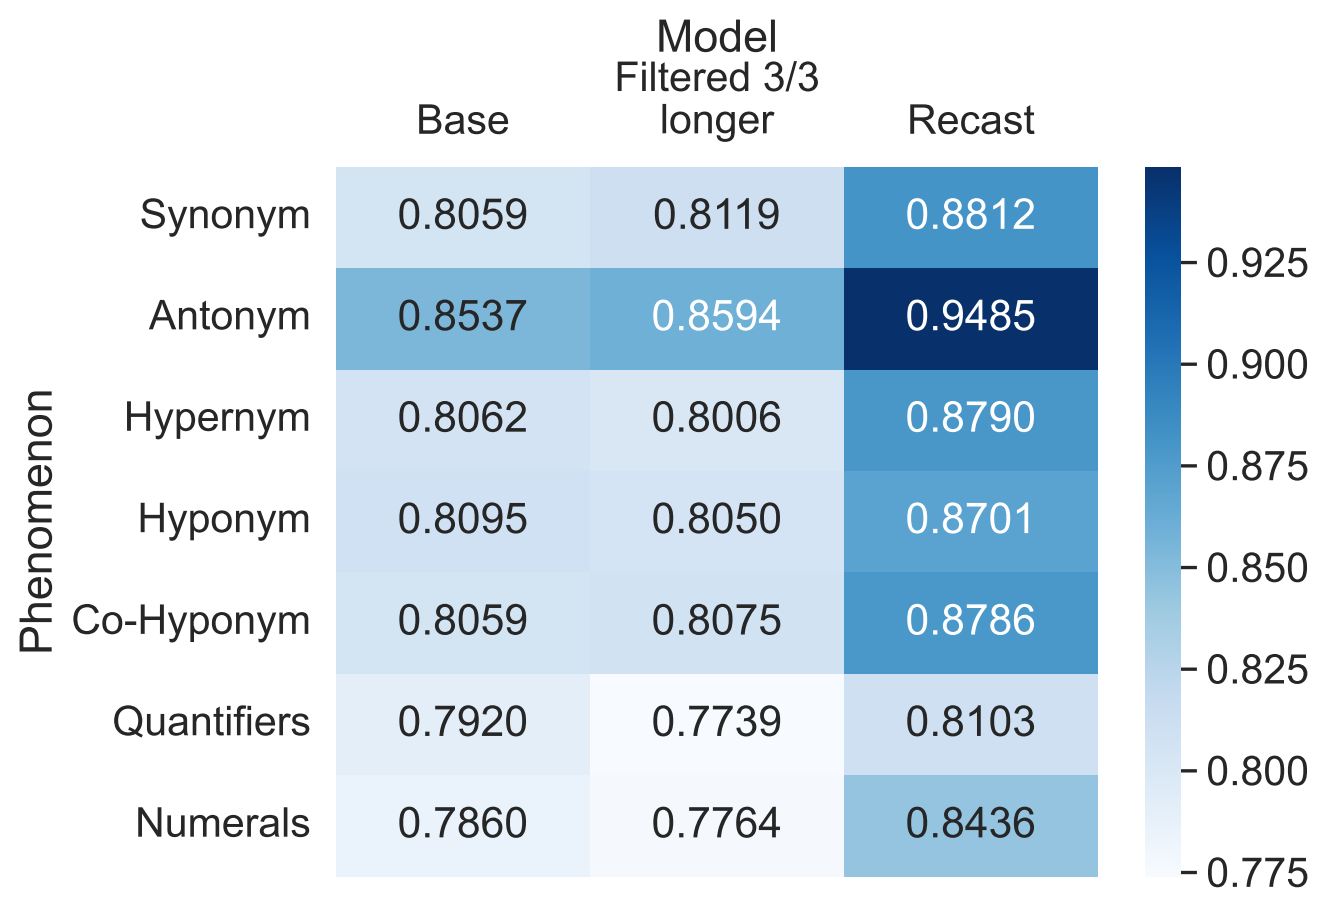 Model
Filtered 3/3
Base longer Recast
Synonym 0.8059 0.8119 0.8812
Antonym 0.8537 0.8594 0.9485
Hypernym 0.8062 0.8006 0.8790
Hyponym 0.8095 0.8050 0.8701
Co-Hyponym 0.8059 0.8075 0.8786
Quantifiers 0.7920 0.7739 0.8103
Numerals 0.7860 0.7764 0.8436
Phenomenon
0.925
0.900
0.875
0.850
0.825
0.800
0.775